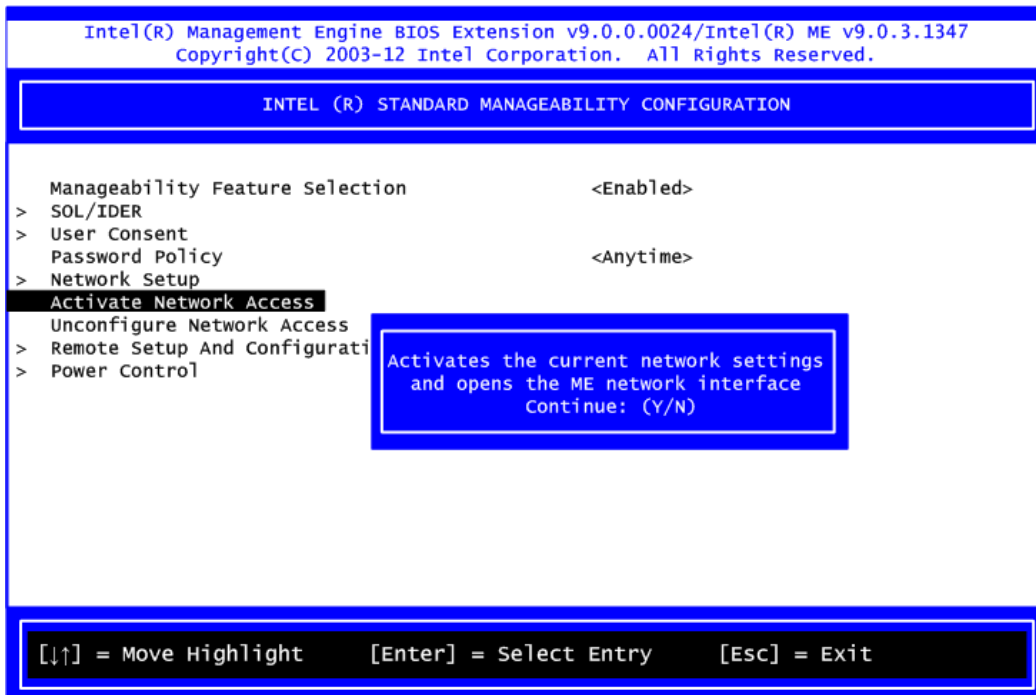 Intel(R) Management Engine BIOS Extension v9.0.0.0024/Intel(R) ME v9.0.3.1347
Copyright(C) 2003-12 Intel Corporation. All Rights Reserved.
INTEL (R) STANDARD MANAGEABILITY CONFIGURATION
Manageability Feature Selection <Enabled>
> SOL/IDER
> User Consent
Password Policy <Anytime>
> Network Setup
Activate Network Access
Unconfigure Network Access
> Remote Setup And Configurati
> Power Control
Activates the current network settings
and opens the ME network interface
Continue: (Y/N)
[↓↑] = Move Highlight [Enter] = Select Entry [Esc] = Exit